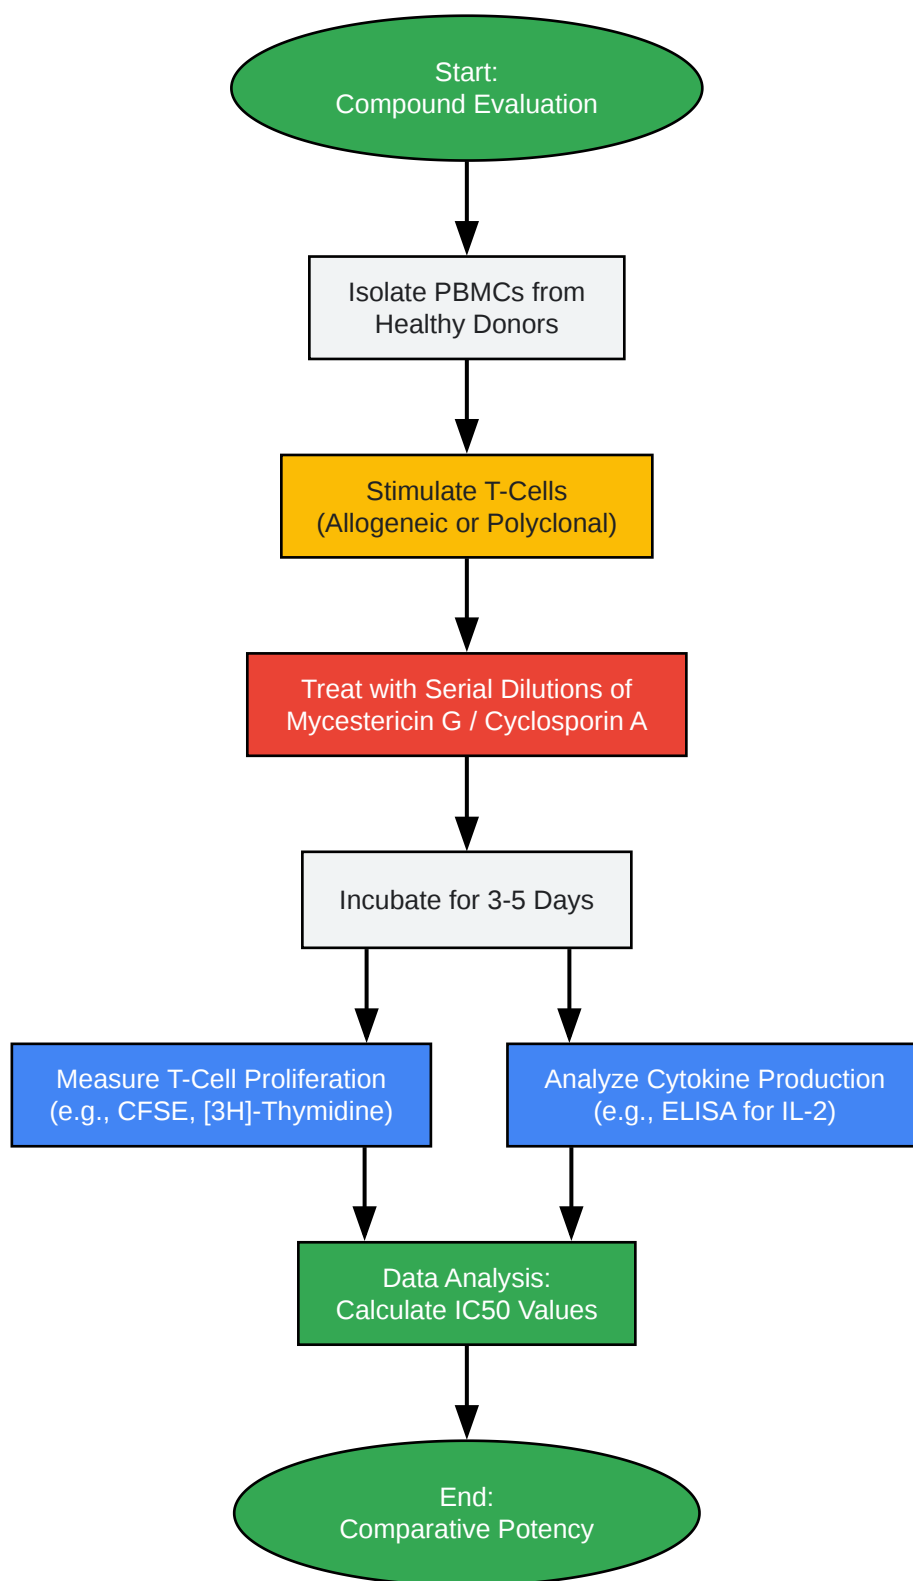 Start:
Compound Evaluation
Isolate PBMCs from
Healthy Donors
Stimulate T-Cells
(Allogeneic or Polyclonal)
Treat with Serial Dilutions of
Mycestericin G / Cyclosporin A
Incubate for 3-5 Days
Measure T-Cell Proliferation
(e.g., CFSE, [3H]-Thymidine)
Analyze Cytokine Production
(e.g., ELISA for IL-2)
Data Analysis:
Calculate IC50 Values
End:
Comparative Potency